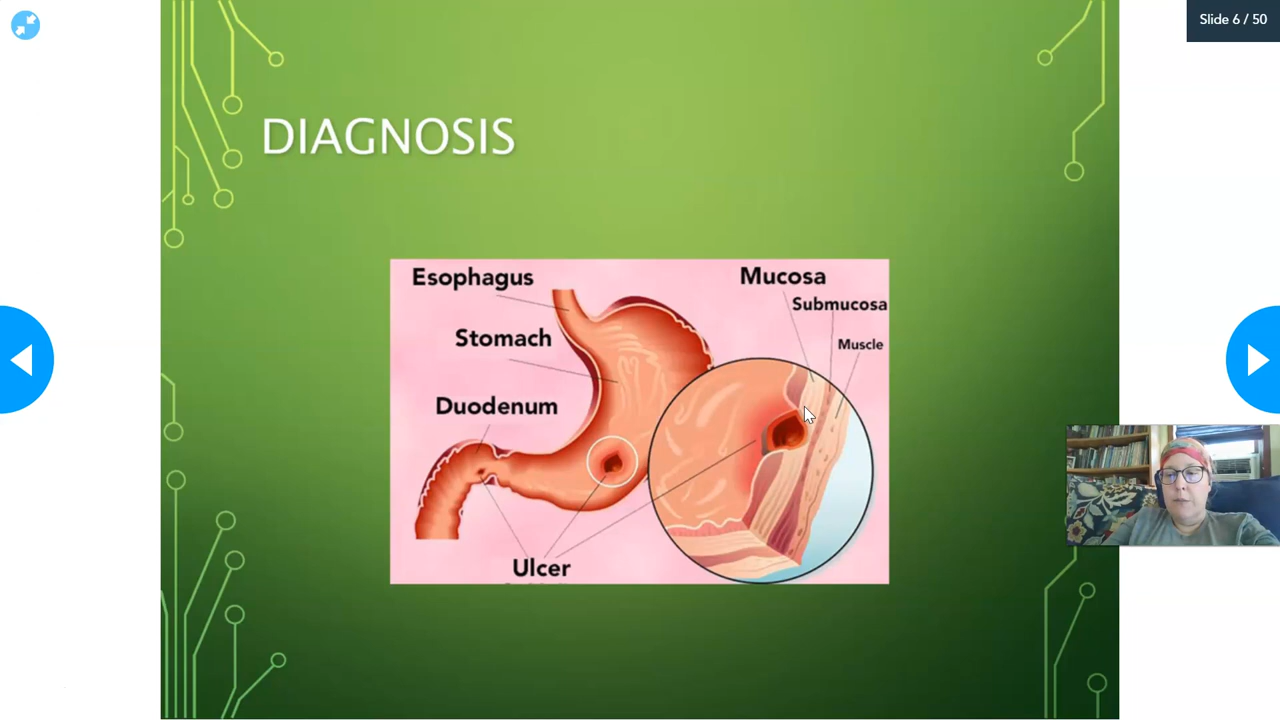 Slide 6 / 50
DIAGNOSIS
Esophagus
Mucosa
Submucosa
Stomach
Muscle
Duodenum
Ulcer